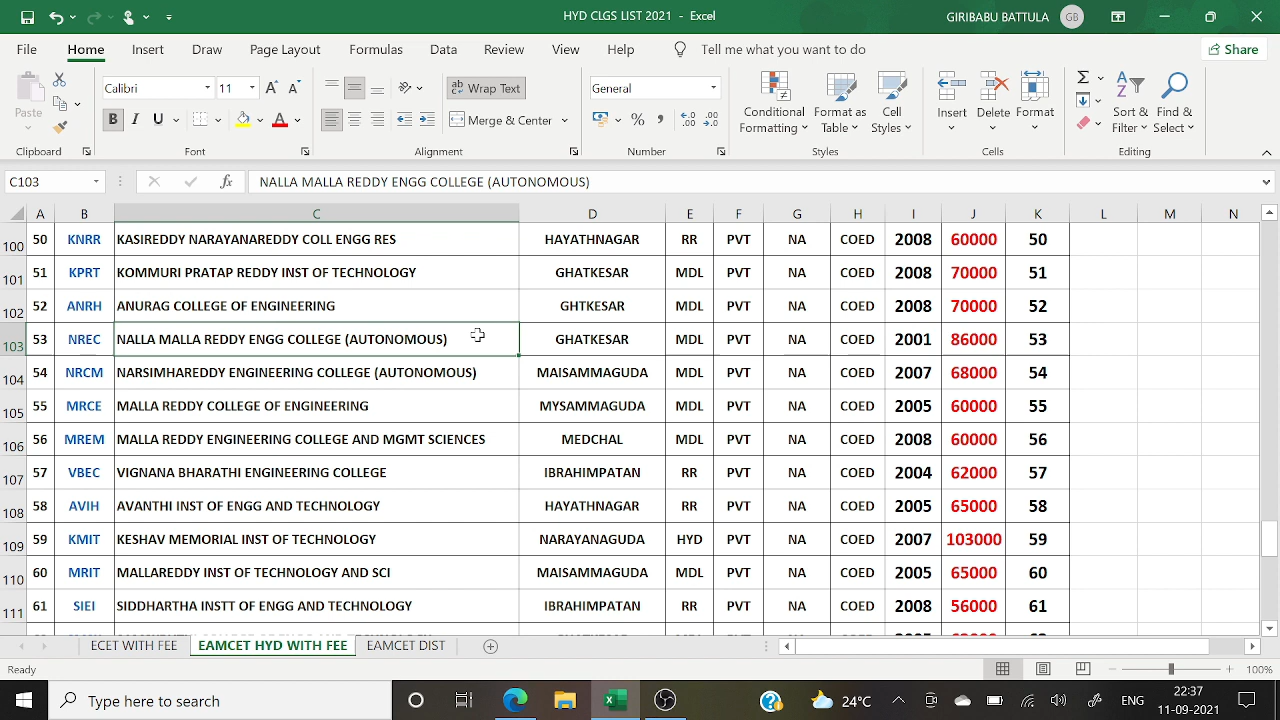 HYD CLGS LIST 2021 - Excel
GIRIBABU BATTULA GB
File Home Insert Draw Page Layout Formulas Data Review View Help Tell me what you want to do Share
Calibri 11 Wrap Text General
Paste B I U A Merge & Center % Conditional Formatting Format as Table Cell Styles Insert Delete Format Sort & Filter Find & Select
Clipboard Font Alignment Number Styles Cells Editing
C103 fx NALLA MALLA REDDY ENGG COLLEGE (AUTONOMOUS)
A B C D E F G H I J K L M N
100 50 KNRR KASIREDDY NARAYANAREDDY COLL ENGG RES HAYATHNAGAR RR PVT NA COED 2008 60000 50
101 51 KPRT KOMMURI PRATAP REDDY INST OF TECHNOLOGY GHATKESAR MDL PVT NA COED 2008 70000 51
102 52 ANRH ANURAG COLLEGE OF ENGINEERING GHTKESAR MDL PVT NA COED 2008 70000 52
103 53 NREC NALLA MALLA REDDY ENGG COLLEGE (AUTONOMOUS) GHATKESAR MDL PVT NA COED 2001 86000 53
104 54 NRCM NARSIMHAREDDY ENGINEERING COLLEGE (AUTONOMOUS) MAISAMMAGUDA MDL PVT NA COED 2007 68000 54
105 55 MRCE MALLA REDDY COLLEGE OF ENGINEERING MYSAMMAGUDA MDL PVT NA COED 2005 60000 55
106 56 MREM MALLA REDDY ENGINEERING COLLEGE AND MGMT SCIENCES MEDCHAL MDL PVT NA COED 2008 60000 56
107 57 VBEC VIGNANA BHARATHI ENGINEERING COLLEGE IBRAHIMPATAN RR PVT NA COED 2004 62000 57
108 58 AVIH AVANTHI INST OF ENGG AND TECHNOLOGY HAYATHNAGAR RR PVT NA COED 2005 65000 58
109 59 KMIT KESHAV MEMORIAL INST OF TECHNOLOGY NARAYANAGUDA HYD PVT NA COED 2007 103000 59
110 60 MRIT MALLAREDDY INST OF TECHNOLOGY AND SCI MAISAMMAGUDA MDL PVT NA COED 2005 65000 60
111 61 SIEI SIDDHARTHA INSTT OF ENGG AND TECHNOLOGY IBRAHIMPATAN RR PVT NA COED 2008 56000 61
ECET WITH FEE EAMCET HYD WITH FEE EAMCET DIST
Ready 100%
Type here to search 24°C ENG 22:37
11-09-2021